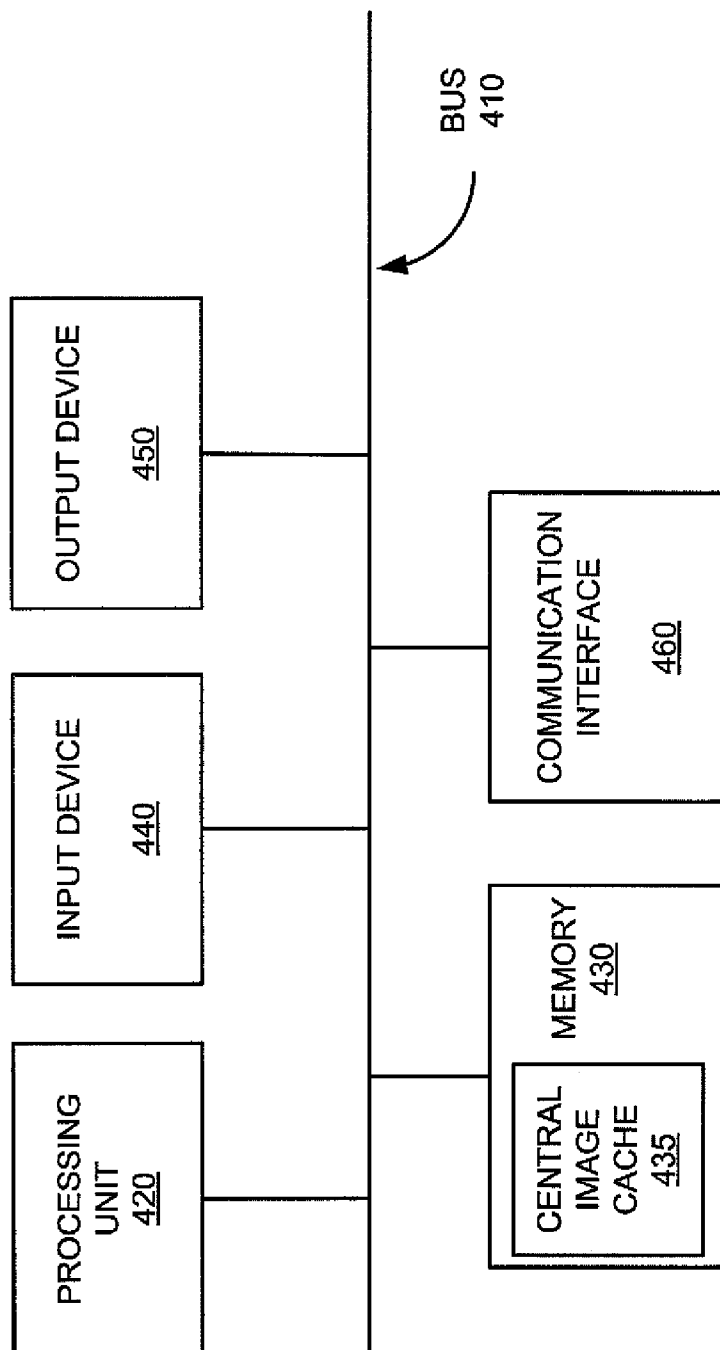 PROCESSING
UNIT
420
INPUT DEVICE
440
OUTPUT DEVICE
450
BUS
410
CENTRAL
IMAGE
CACHE
435
MEMORY
430
COMMUNICATION
INTERFACE
460